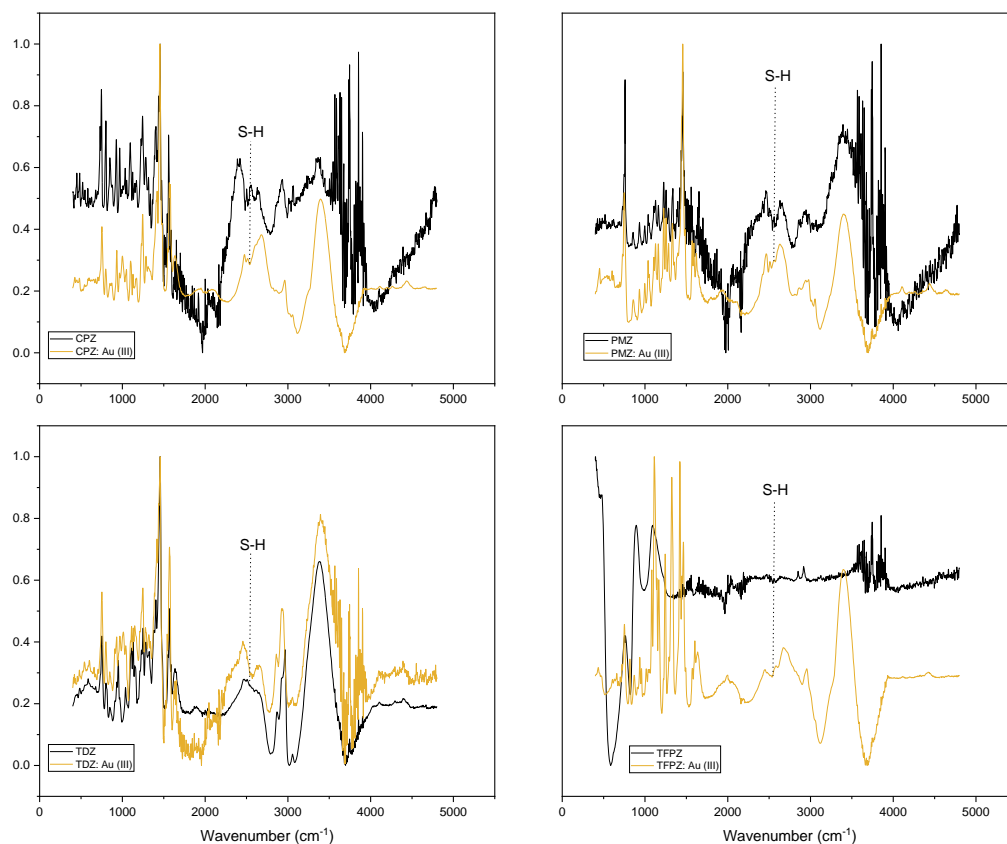 S-H
1.0
0.8
0.6
0.4
0.2
0.0
CPZ
CPZ: Au (III)
0 1000 2000 3000 4000 5000
S-H
PMZ
PMZ: Au (III)
0 1000 2000 3000 4000 5000
S-H
1.0
0.8
0.6
0.4
0.2
0.0
TDZ
TDZ: Au (III)
0 1000 2000 3000 4000 5000
Wavenumber (cm⁻¹)
S-H
TFPZ
TFPZ: Au (III)
0 1000 2000 3000 4000 5000
Wavenumber (cm⁻¹)